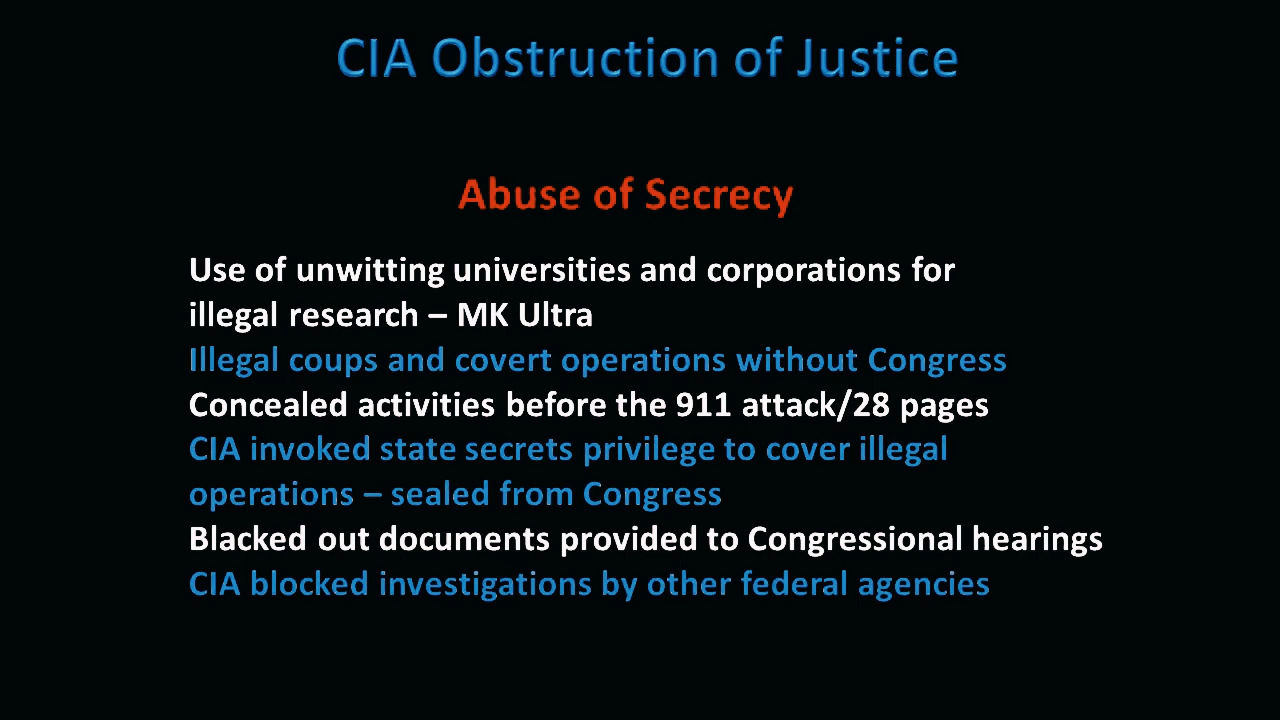 CIA Obstruction of Justice
Abuse of Secrecy
Use of unwitting universities and corporations for
illegal research – MK Ultra
Illegal coups and covert operations without Congress
Concealed activities before the 911 attack/28 pages
CIA invoked state secrets privilege to cover illegal
operations – sealed from Congress
Blacked out documents provided to Congressional hearings
CIA blocked investigations by other federal agencies